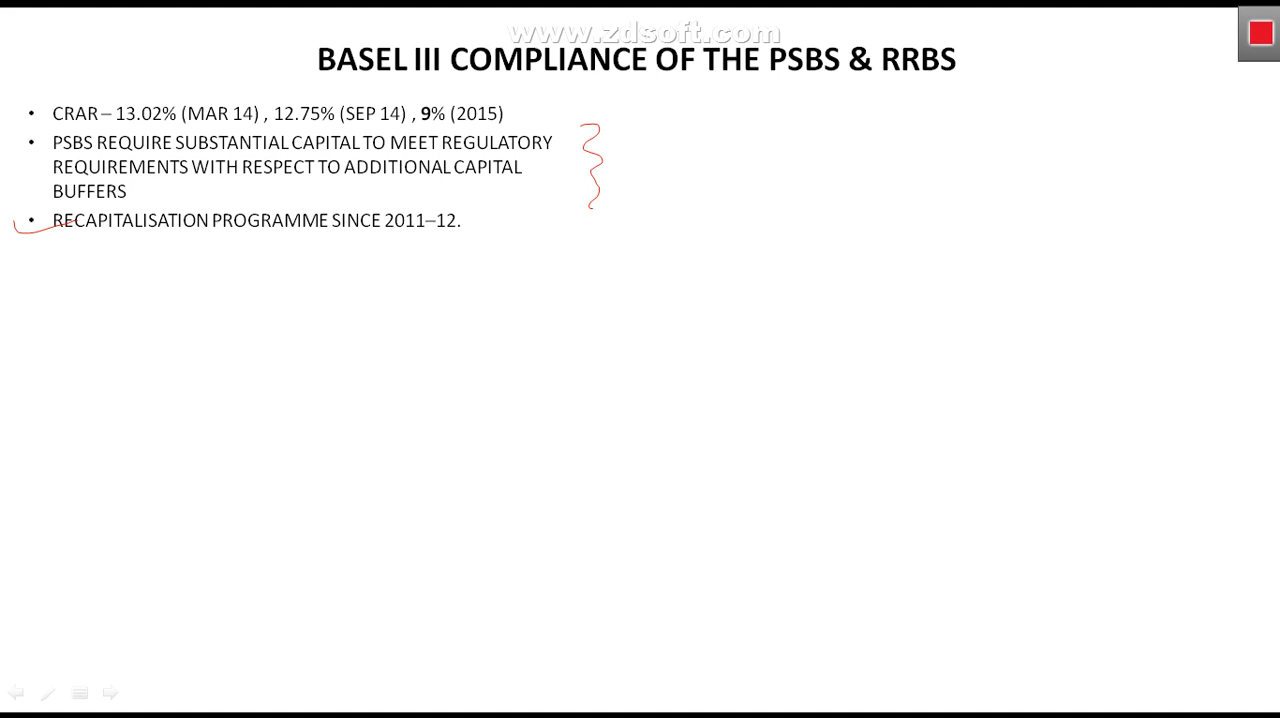 www.zdsoft.com
BASEL III COMPLIANCE OF THE PSBS & RRBS
• CRAR – 13.02% (MAR 14) , 12.75% (SEP 14) , 9% (2015)
• PSBS REQUIRE SUBSTANTIAL CAPITAL TO MEET REGULATORY
REQUIREMENTS WITH RESPECT TO ADDITIONAL CAPITAL
BUFFERS
• RECAPITALISATION PROGRAMME SINCE 2011–12.